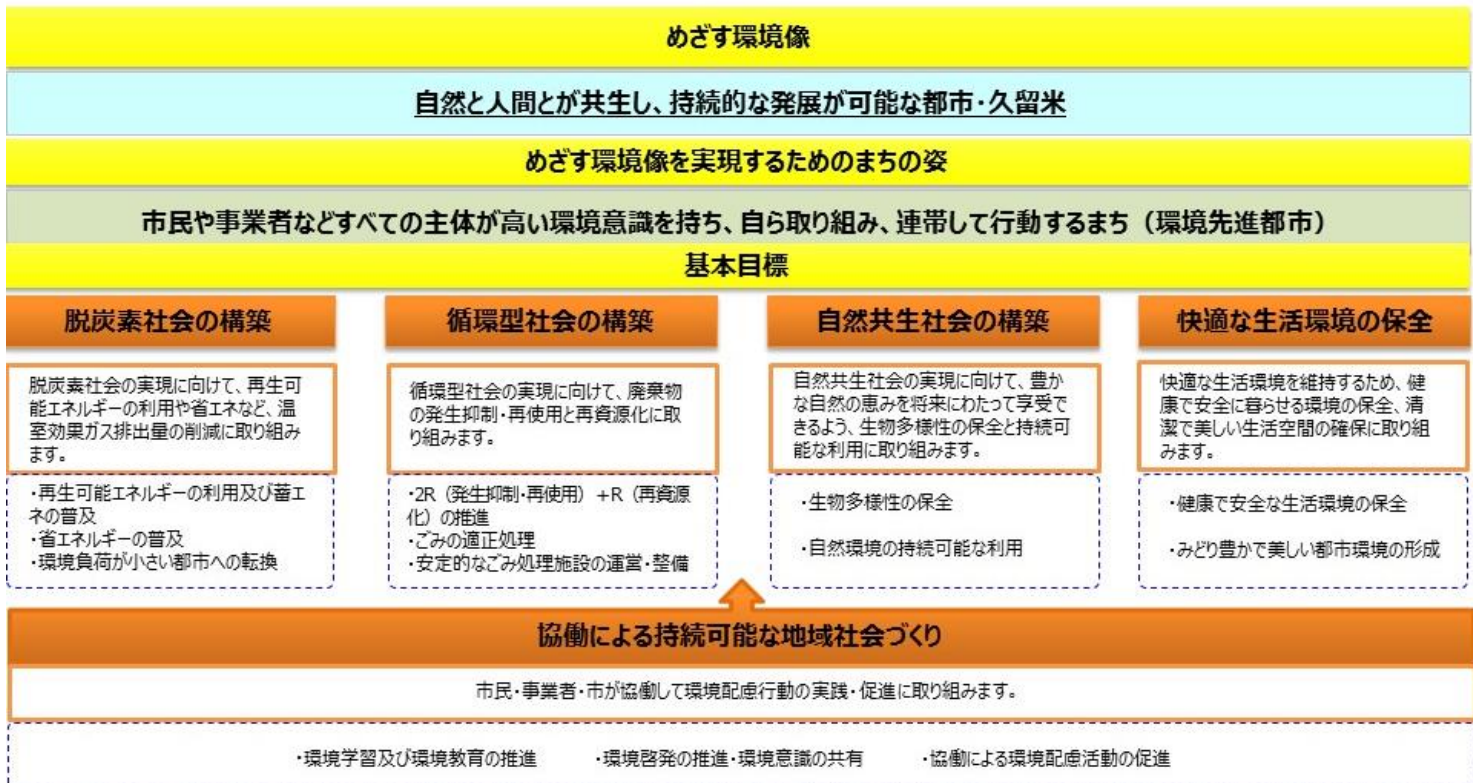 めざす環境像
自然と人間とが共生し、持続的な発展が可能な都市・久留米
めざす環境像を実現するためのまちの姿
市民や事業者などすべての主体が高い環境意識を持ち、自ら取り組み、連帯して行動するまち（環境先進都市）
基本目標
脱炭素社会の構築
脱炭素社会の実現に向けて、再生可
能エネルギーの利用や省エネなど、温
室効果ガス排出量の削減に取り組み
ます。
・再生可能エネルギーの利用及び蓄エ
ネの普及
・省エネルギーの普及
・環境負荷が小さい都市への転換
循環型社会の構築
循環型社会の実現に向けて、廃棄物
の発生抑制・再使用と再資源化に取
り組みます。
・2R（発生抑制・再使用）+R（再資源
化）の推進
・ごみの適正処理
・安定的なごみ処理施設の運営・整備
自然共生社会の構築
自然共生社会の実現に向けて、豊か
な自然の恵みを将来にわたって享受で
きるよう、生物多様性の保全と持続可
能な利用に取り組みます。
・生物多様性の保全
・自然環境の持続可能な利用
快適な生活環境の保全
快適な生活環境を維持するため、健
康で安全に暮らせる環境の保全、清
潔で美しい生活空間の確保に取り組
みます。
・健康で安全な生活環境の保全
・みどり豊かで美しい都市環境の形成
協働による持続可能な地域社会づくり
市民・事業者・市が協働して環境配慮行動の実践・促進に取り組みます。
・環境学習及び環境教育の推進　・環境啓発の推進・環境意識の共有　・協働による環境配慮活動の促進